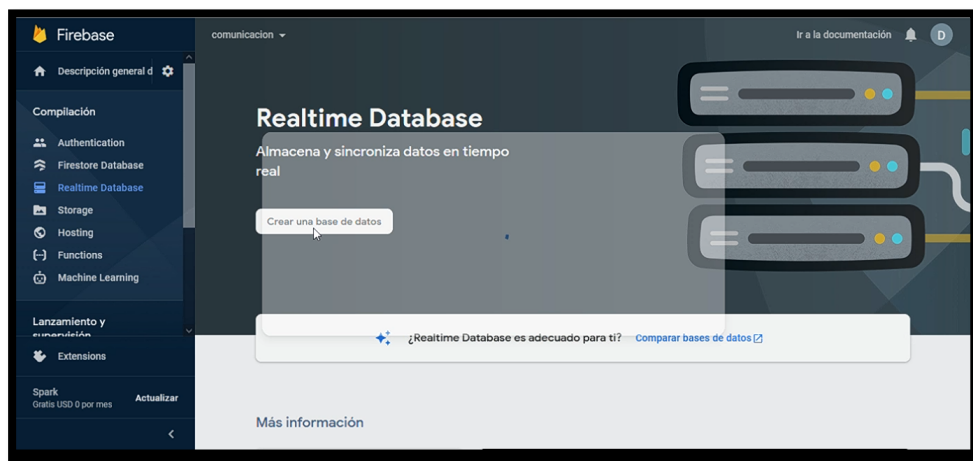 Firebase
comunicacion
Ir a la documentación
D
Descripción general d
Compilación
Authentication
Firestore Database
Realtime Database
Storage
Hosting
Functions
Machine Learning
Lanzamiento y
supervisión
Extensions
Spark
Gratis USD 0 por mes
Actualizar
Realtime Database
Almacena y sincroniza datos en tiempo
real
Crear una base de datos
¿Realtime Database es adecuado para ti? Comparar bases de datos
Más información